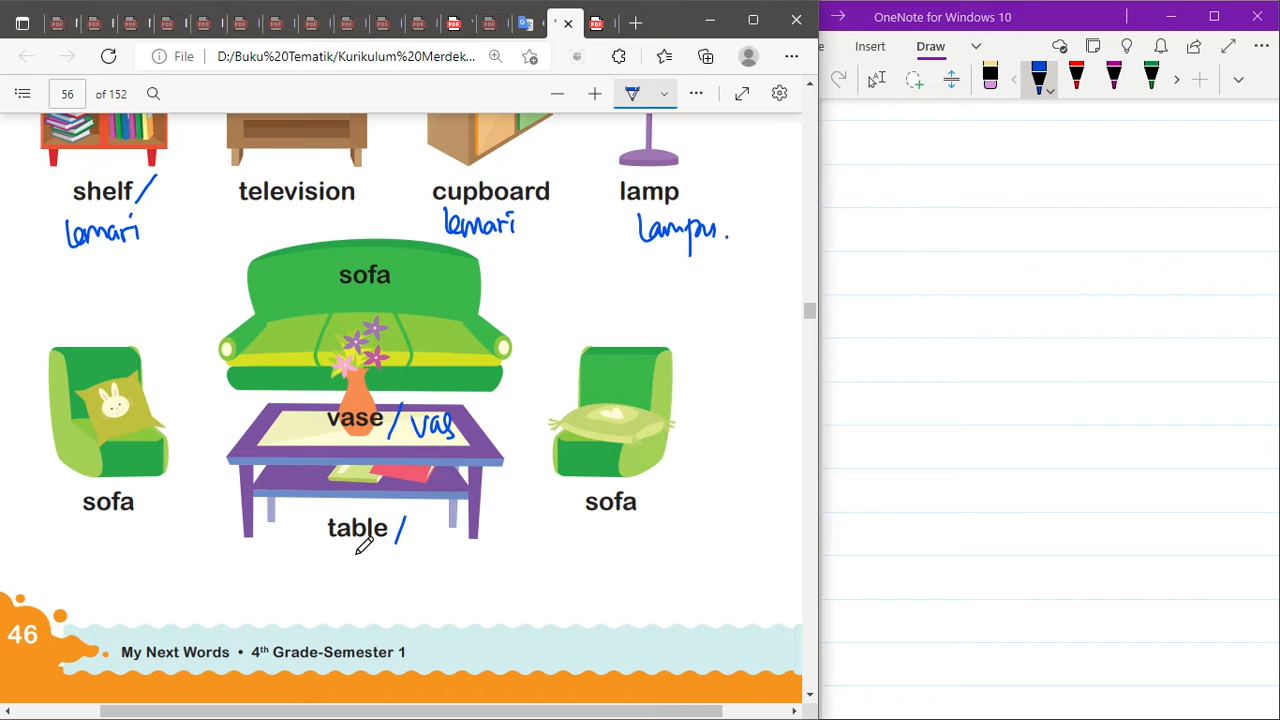 File D:/Buku%20Tematik/Kurikulum%20Merdek...
OneNote for Windows 10
Insert Draw
56 of 152
shelf / television cupboard lamp
lemari lemari Lampu.
sofa
vase / vas
sofa sofa
table /
46 My Next Words • 4th Grade-Semester 1